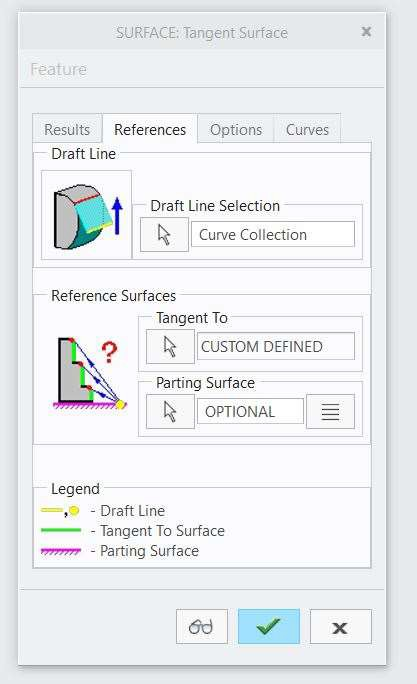 SURFACE: Tangent Surface
Feature
Results References Options Curves
Draft Line
Draft Line Selection
Curve Collection
Reference Surfaces
Tangent To
?
CUSTOM DEFINED
Parting Surface
OPTIONAL
Legend
- Draft Line
- Tangent To Surface
- Parting Surface